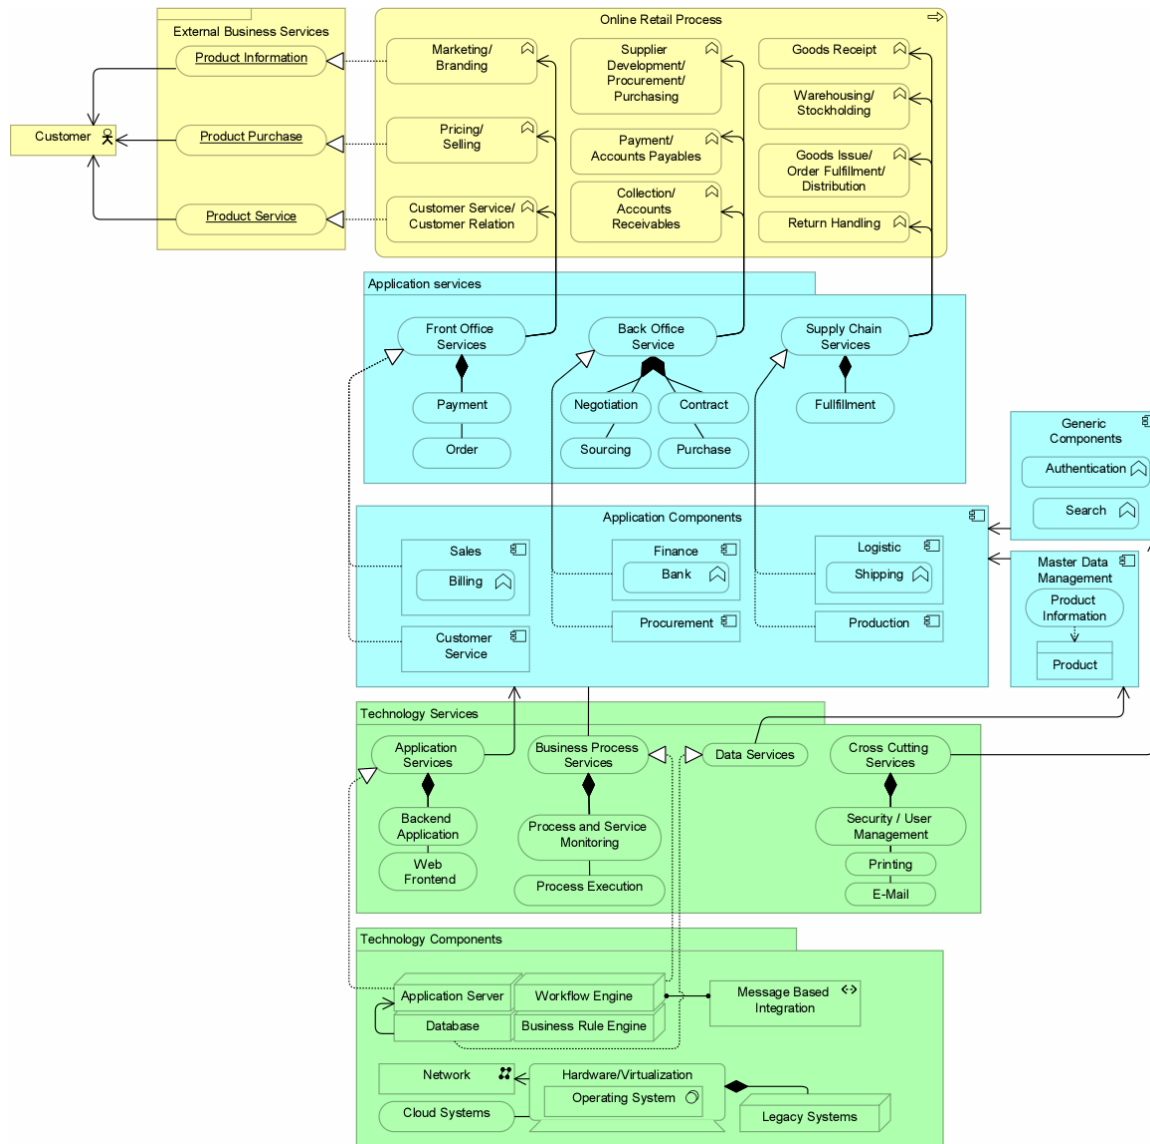 External Business Services
Product Information
Product Purchase
Product Service
Customer
Online Retail Process
Marketing/
Branding
Pricing/
Selling
Customer Service/
Customer Relation
Supplier
Development/
Procurement/
Purchasing
Payment/
Accounts Payables
Collection/
Accounts
Receivables
Goods Receipt
Warehousing/
Stockholding
Goods Issue/
Order Fulfillment/
Distribution
Return Handling
Application services
Front Office
Services
Payment
Order
Back Office
Service
Negotiation
Contract
Sourcing
Purchase
Supply Chain
Services
Fullfillment
Generic
Components
Authentication
Search
Application Components
Sales
Billing
Customer
Service
Finance
Bank
Procurement
Logistic
Shipping
Production
Master Data
Management
Product
Information
Product
Technology Services
Application
Services
Backend
Application
Web
Frontend
Business Process
Services
Process and Service
Monitoring
Process Execution
Data Services
Cross Cutting
Services
Security / User
Management
Printing
E-Mail
Technology Components
Application Server
Workflow Engine
Database
Business Rule Engine
Message Based
Integration
Network
Cloud Systems
Hardware/Virtualization
Operating System
Legacy Systems